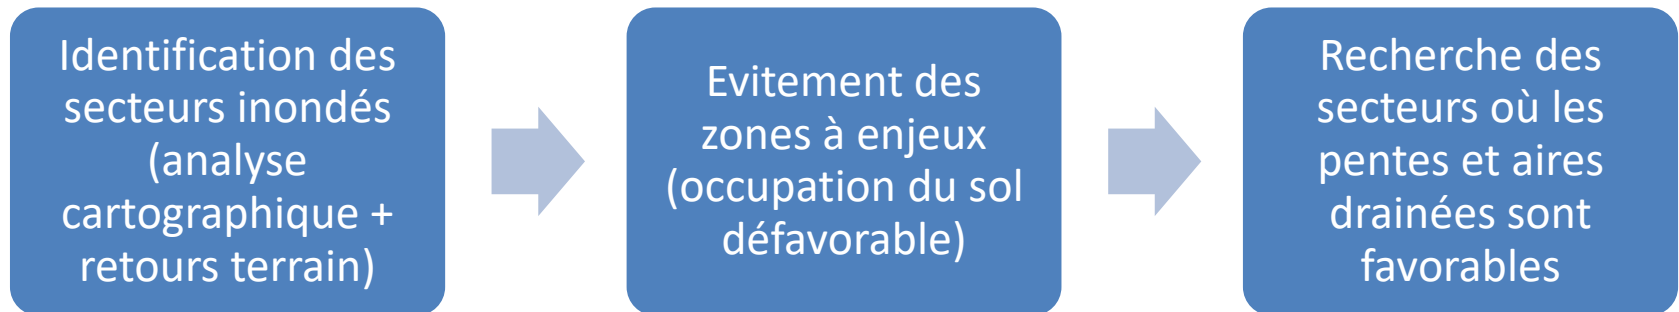 Identification des
secteurs inondés
(analyse
cartographique +
retours terrain)
Evitement des
zones à enjeux
(occupation du sol
défavorable)
Recherche des
secteurs où les
pentes et aires
drainées sont
favorables